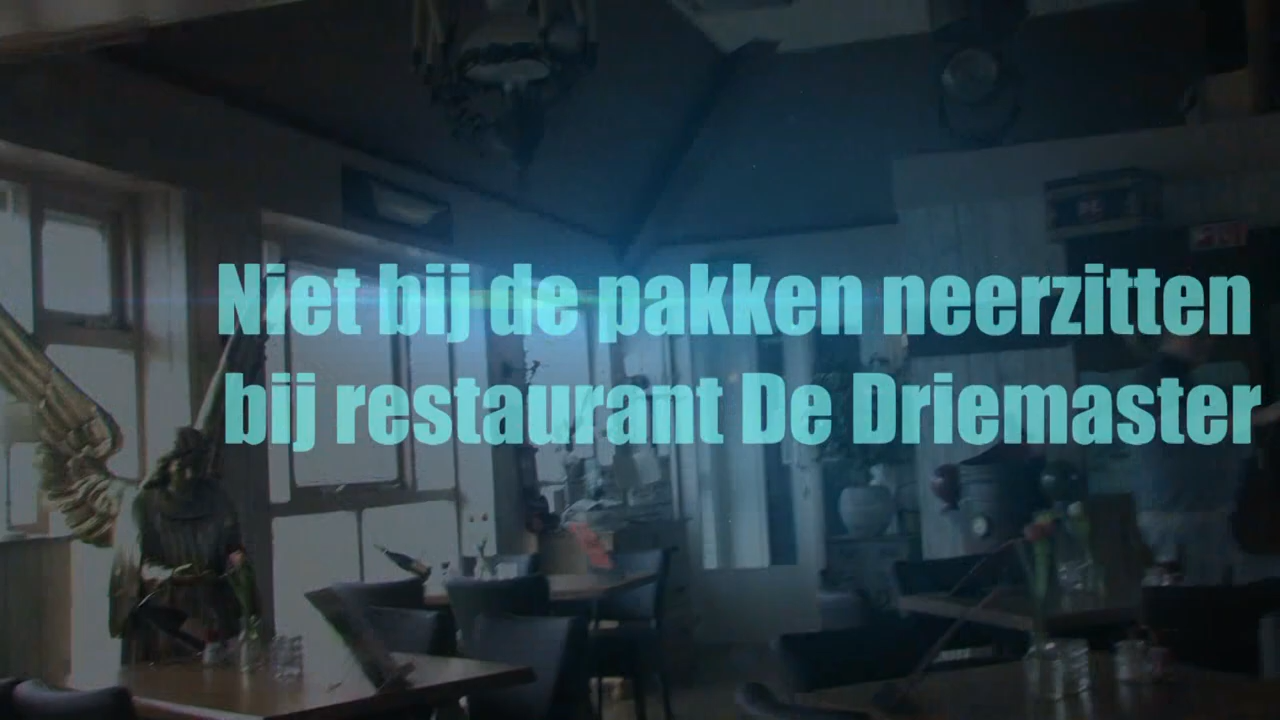 Niet bij de pakken neerzitten
bij restaurant De Driemaster